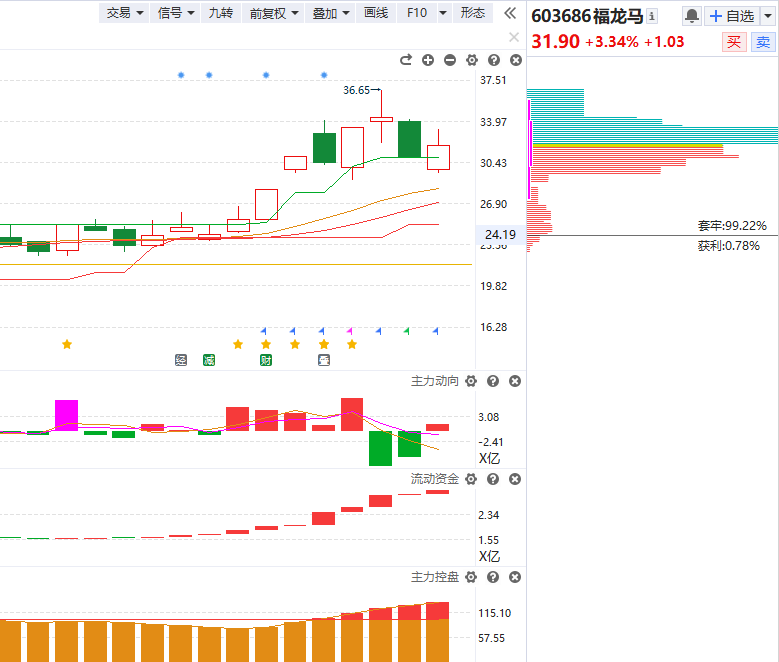 交易 信号 九转 前复权 叠加 画线 F10 形态
603686福龙马 自选
31.90 +3.34% +1.03 买 卖
37.51
36.65
33.97
30.43
26.90
24.19
19.82
16.28
套牢:99.22%
获利:0.78%
减 财
主力动向
3.08
-2.41
X亿
流动资金
2.34
1.55
X亿
主力控盘
115.10
57.55